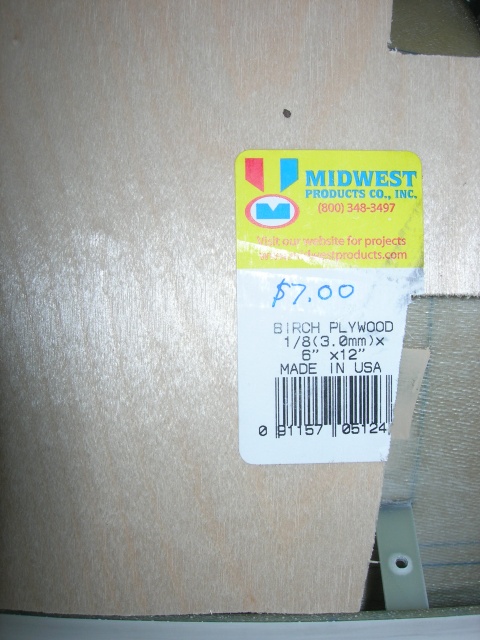 MIDWEST
PRODUCTS CO., INC.
(800) 348-3497
Visit our website for projects
$7.00
BIRCH PLYWOOD
1/8(3.0mm)x
6" x12"
MADE IN USA
0 91157 05124